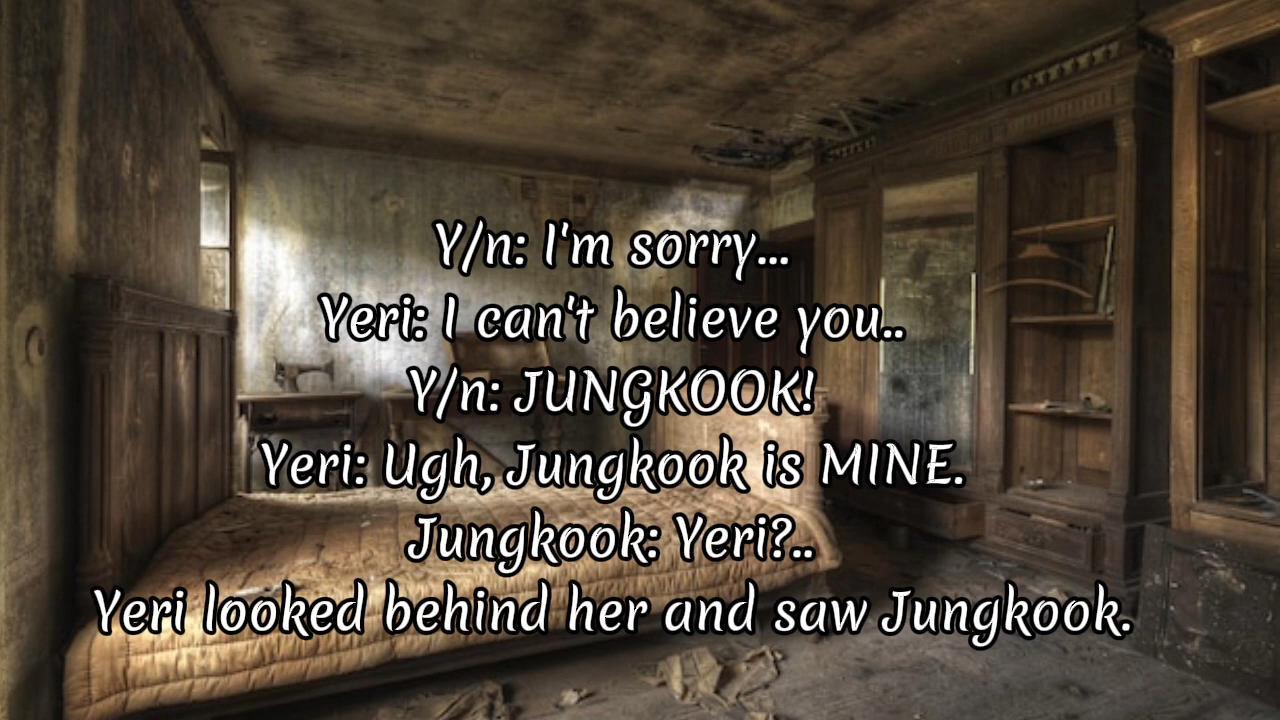 Y/n: I'm sorry...
Yeri: I can't believe you..
Y/n: JUNGKOOK!
Yeri: Ugh, Jungkook is MINE.
Jungkook: Yeri?..
Yeri looked behind her and saw Jungkook.